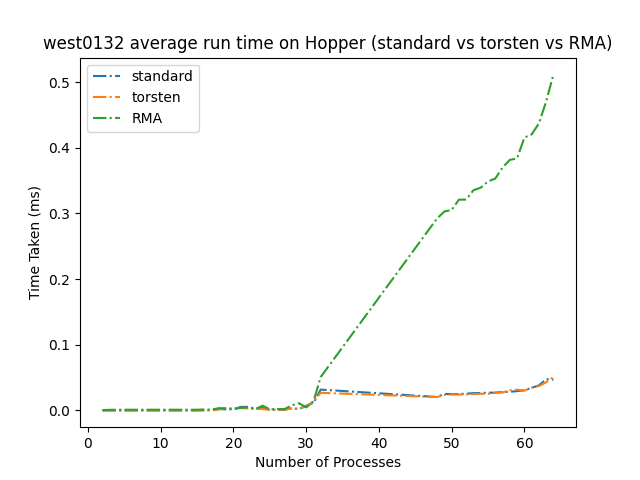 west0132 average run time on Hopper (standard vs torsten vs RMA)
standard
torsten
RMA
Time Taken (ms)
0.5
0.4
0.3
0.2
0.1
0.0
0 10 20 30 40 50 60
Number of Processes